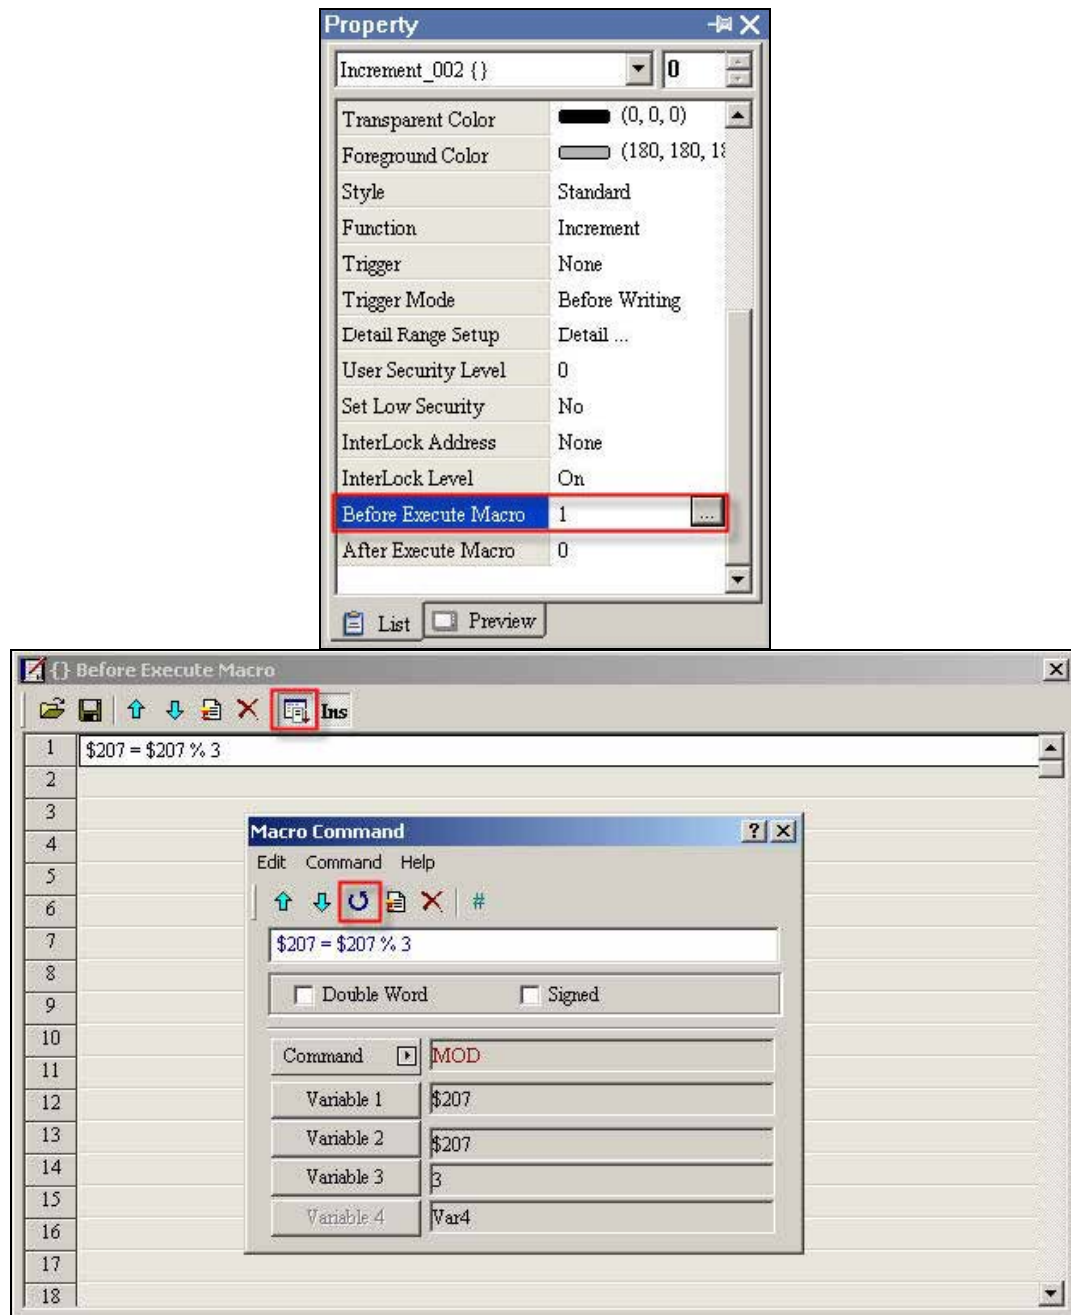 Property
Increment_002 {} 0
Transparent Color (0, 0, 0)
Foreground Color (180, 180, 18
Style Standard
Function Increment
Trigger None
Trigger Mode Before Writing
Detail Range Setup Detail ...
User Security Level 0
Set Low Security No
InterLock Address None
InterLock Level On
Before Execute Macro 1 ...
After Execute Macro 0
List Preview
{} Before Execute Macro
Ins
1 $207 = $207 % 3
2
3
4
5
6
7
8
9
10
11
12
13
14
15
16
17
18
Macro Command
Edit Command Help
#
$207 = $207 % 3
Double Word Signed
Command MOD
Variable 1 $207
Variable 2 $207
Variable 3 3
Variable 4 Var4